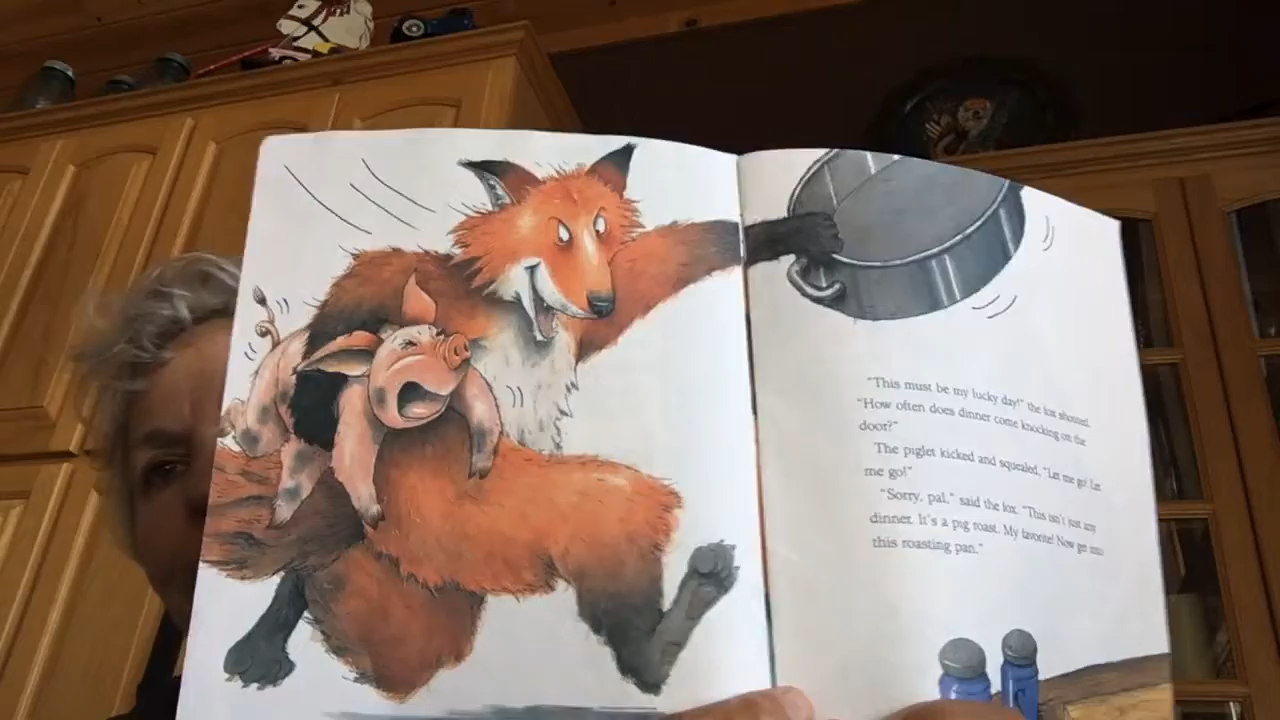 "This must be my lucky day!" the fox shouted.
"How often does dinner come knocking on the
door?"
The piglet kicked and squealed, "Let me go! Let
me go!"
"Sorry, pal," said the fox. "This isn't just any
dinner. It's a pig roast. My favorite! Now get into
this roasting pan."